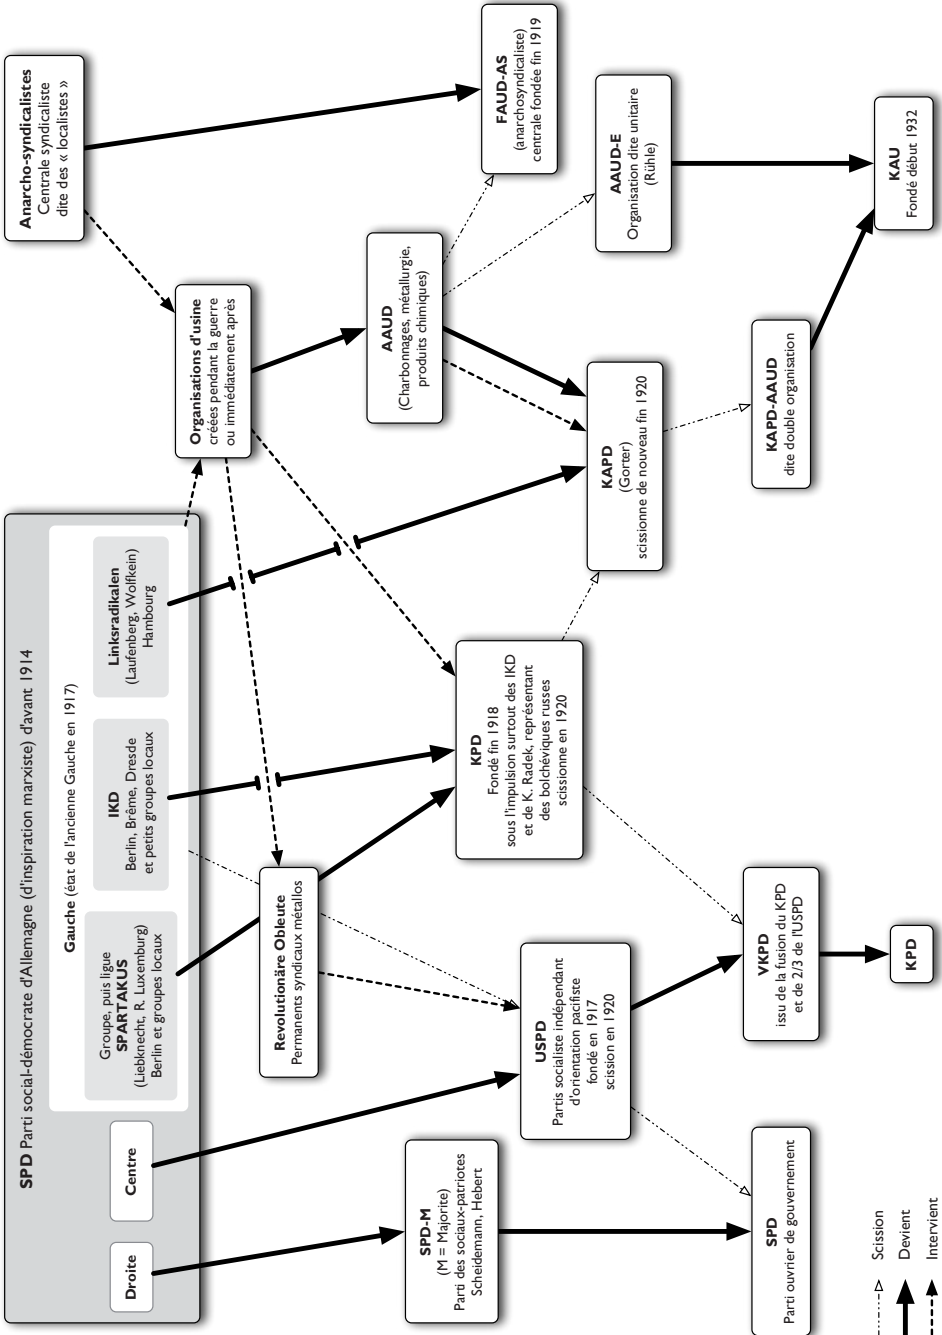 SPD Parti social-démocrate d'Allemagne (d'inspiration marxiste) d'avant 1914
Droite
Centre
Gauche (état de l'ancienne Gauche en 1917)
Groupe, puis ligue
SPARTAKUS
(Liebknecht, R. Luxemburg)
Berlin et groupes locaux
IKD
Berlin, Brême, Dresde
et petits groupes locaux
Linksradikalen
(Laufenberg, Wolfkein)
Hambourg
Anarcho-syndicalistes
Centrale syndicaliste
dite des « localistes »
Organisations d'usine
créées pendant la guerre
ou immédiatement après
Revolutionäre Obleute
Permanents syndicaux métallos
AAUD
(Charbonnages, métallurgie,
produits chimiques)
SPD-M
(M = Majorite)
Parti des sociaux-patriotes
Scheidemann, Hebert
USPD
Partis socialiste indépendant
d'orientation pacifiste
fondé en 1917
scission en 1920
KPD
Fondé fin 1918
sous l'impulsion surtout des IKD
et de K. Radek, représentant
des bolchéviques russes
scissionne en 1920
FAUD-AS
(anarchosyndicaliste)
centrale fondée fin 1919
KAPD
(Gorter)
scissionne de nouveau fin 1920
AAUD-E
Organisation dite unitaire
(Rühle)
SPD
Parti ouvrier de gouvernement
VKPD
issu de la fusion du KPD
et de 2/3 de l'USPD
KAPD-AAUD
dite double organisation
KPD
KAU
Fondé début 1932
Scission
Devient
Intervient